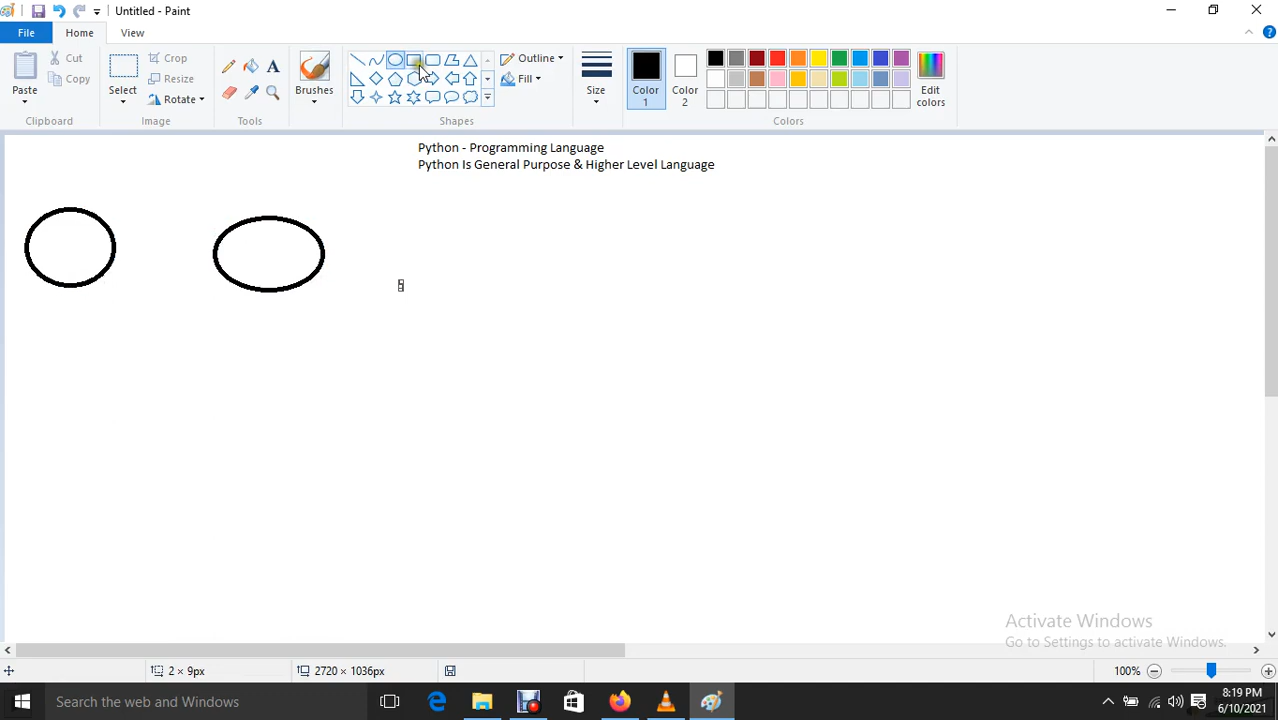 Untitled - Paint
File
Home
View
Paste
Cut
Copy
Clipboard
Select
Crop
Resize
Rotate
Image
A
Tools
Brushes
Shapes
Outline
Fill
Size
Color 1
Color 2
Edit colors
Colors
Python - Programming Language
Python Is General Purpose & Higher Level Language
Activate Windows
Go to Settings to activate Windows.
2 × 9px
2720 × 1036px
100%
Search the web and Windows
8:19 PM
6/10/2021